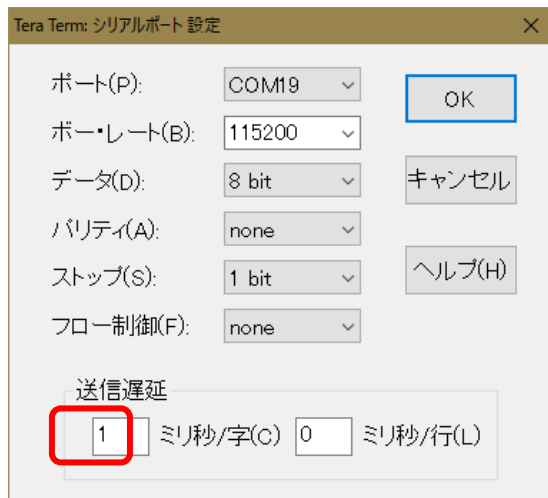 Tera Term: シリアルポート 設定
ポート(P): COM19 OK
ボー・レート(B): 115200
データ(D): 8 bit キャンセル
パリティ(A): none
ストップ(S): 1 bit ヘルプ(H)
フロー制御(F): none
送信遅延
1 ミリ秒/字(C) 0 ミリ秒/行(L)